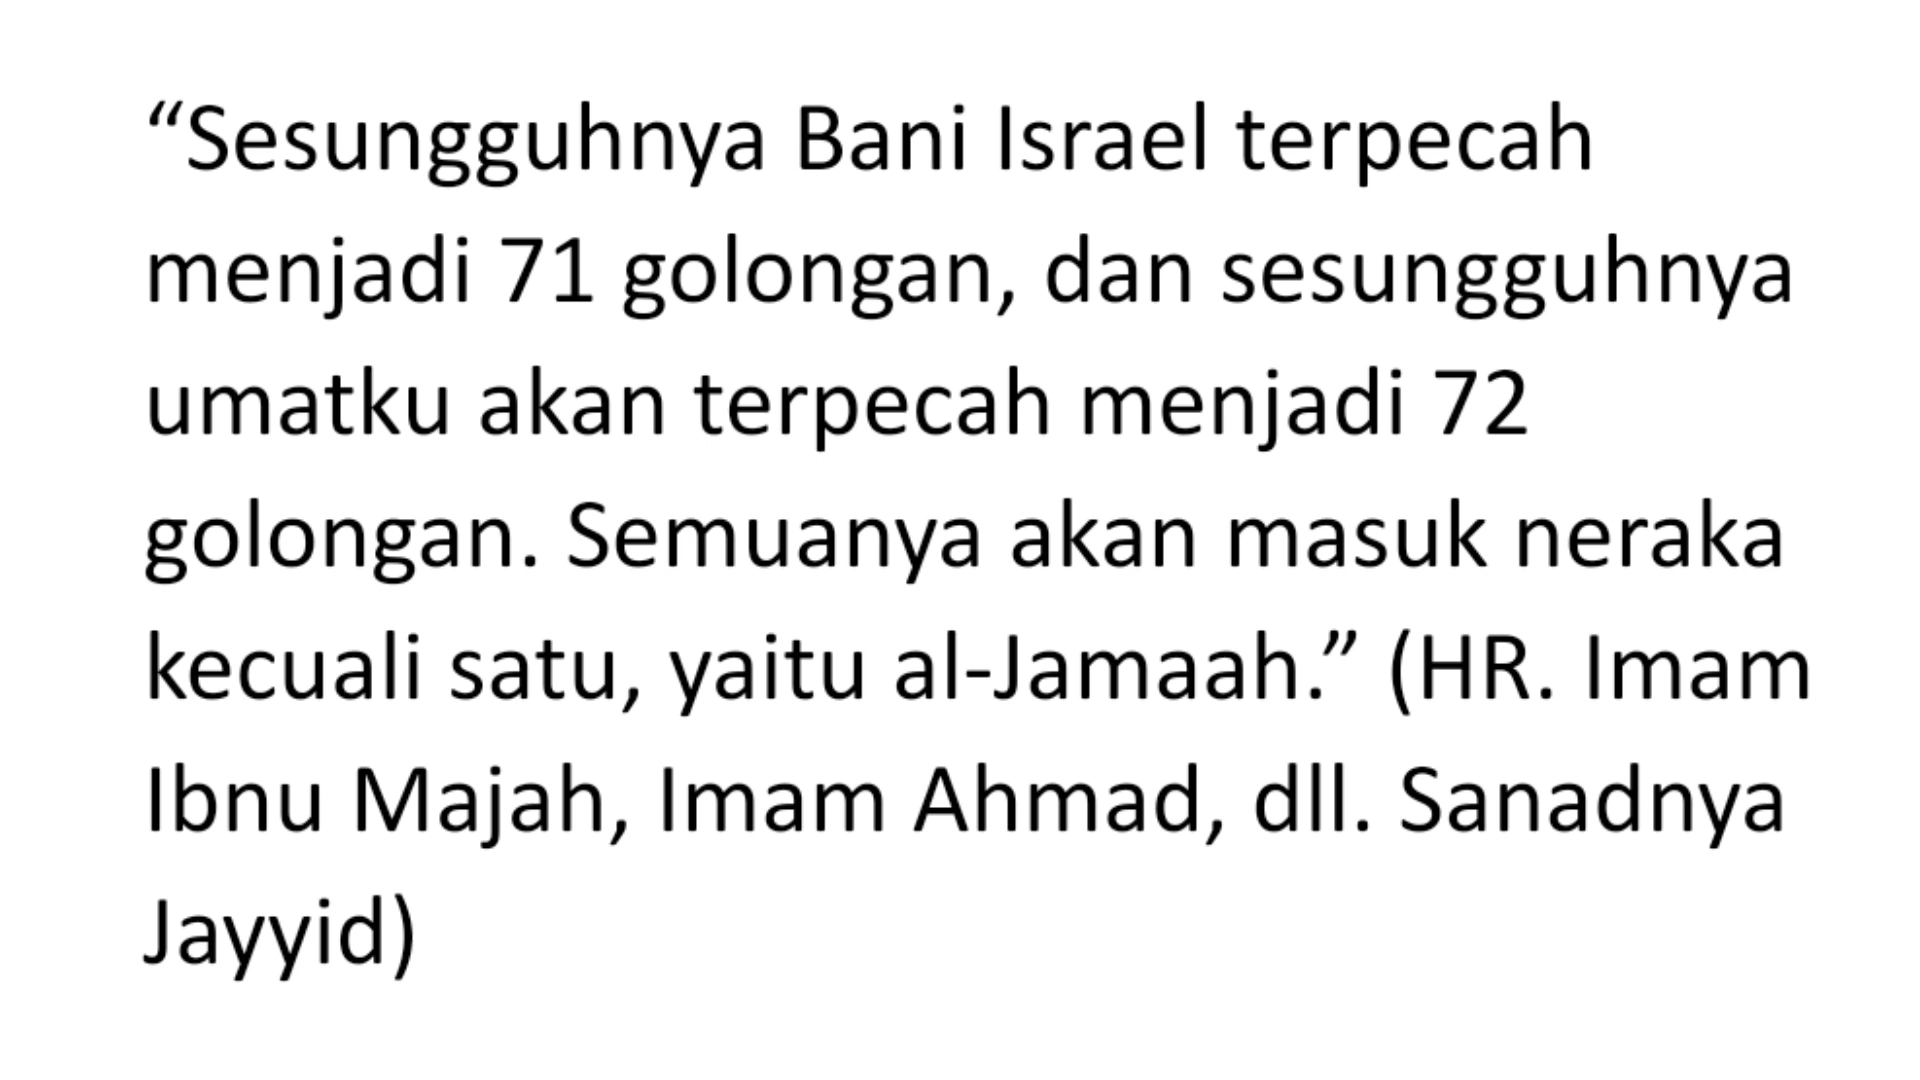 “Sesungguhnya Bani Israel terpecah
menjadi 71 golongan, dan sesungguhnya
umatku akan terpecah menjadi 72
golongan. Semuanya akan masuk neraka
kecuali satu, yaitu al-Jamaah.” (HR. Imam
Ibnu Majah, Imam Ahmad, dll. Sanadnya
Jayyid)